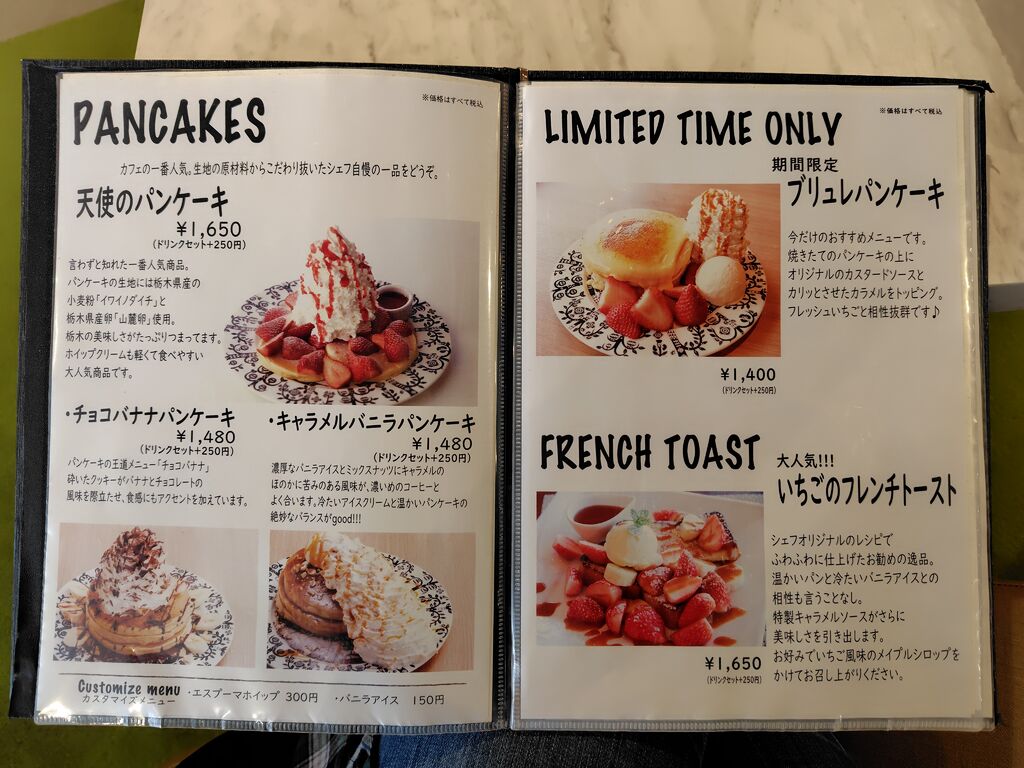 PANCAKES
※価格はすべて税込
カフェの一番人気。生地の原材料からこだわり抜いたシェフ自慢の一品をどうぞ。
天使のパンケーキ
¥1,650
(ドリンクセット+250円)
言わずと知れた一番人気商品。
パンケーキの生地には栃木県産の
小麦粉「イワイノダイチ」と
栃木県産卵「山麓卵」使用。
栃木の美味しさがたっぷりつまってます。
ホイップクリームも軽くて食べやすい
大人気商品です。
・チョコバナナパンケーキ
¥1,480
(ドリンクセット+250円)
パンケーキの王道メニュー「チョコバナナ」
砕いたクッキーがバナナとチョコレートの
風味を際立たせ、食感にもアクセントを加えています。
・キャラメルバニラパンケーキ
¥1,480
(ドリンクセット+250円)
濃厚なバニラアイスとミックスナッツにキャラメルの
ほのかに苦みのある風味が、濃いめのコーヒーと
よく合います。冷たいアイスクリームと温かいパンケーキの
絶妙なバランスがgood!!!
Customize menu
カスタマイズメニュー
・エスプーマホイップ 300円 ・バニラアイス 150円
LIMITED TIME ONLY
※価格はすべて税込
期間限定
ブリュレパンケーキ
今だけのおすすめメニューです。
焼きたてのパンケーキの上に
オリジナルのカスタードソースと
カリッとさせたカラメルをトッピング。
フレッシュいちごと相性抜群です♪
¥1,400
(ドリンクセット+250円)
FRENCH TOAST
大人気!!!
いちごのフレンチトースト
シェフオリジナルのレシピで
ふわふわに仕上げたお勧めの逸品。
温かいパンと冷たいバニラアイスとの
相性も言うことなし。
特製キャラメルソースがさらに
美味しさを引き出します。
お好みでいちご風味のメイプルシロップを
かけてお召し上がりください。
¥1,650
(ドリンクセット+250円)